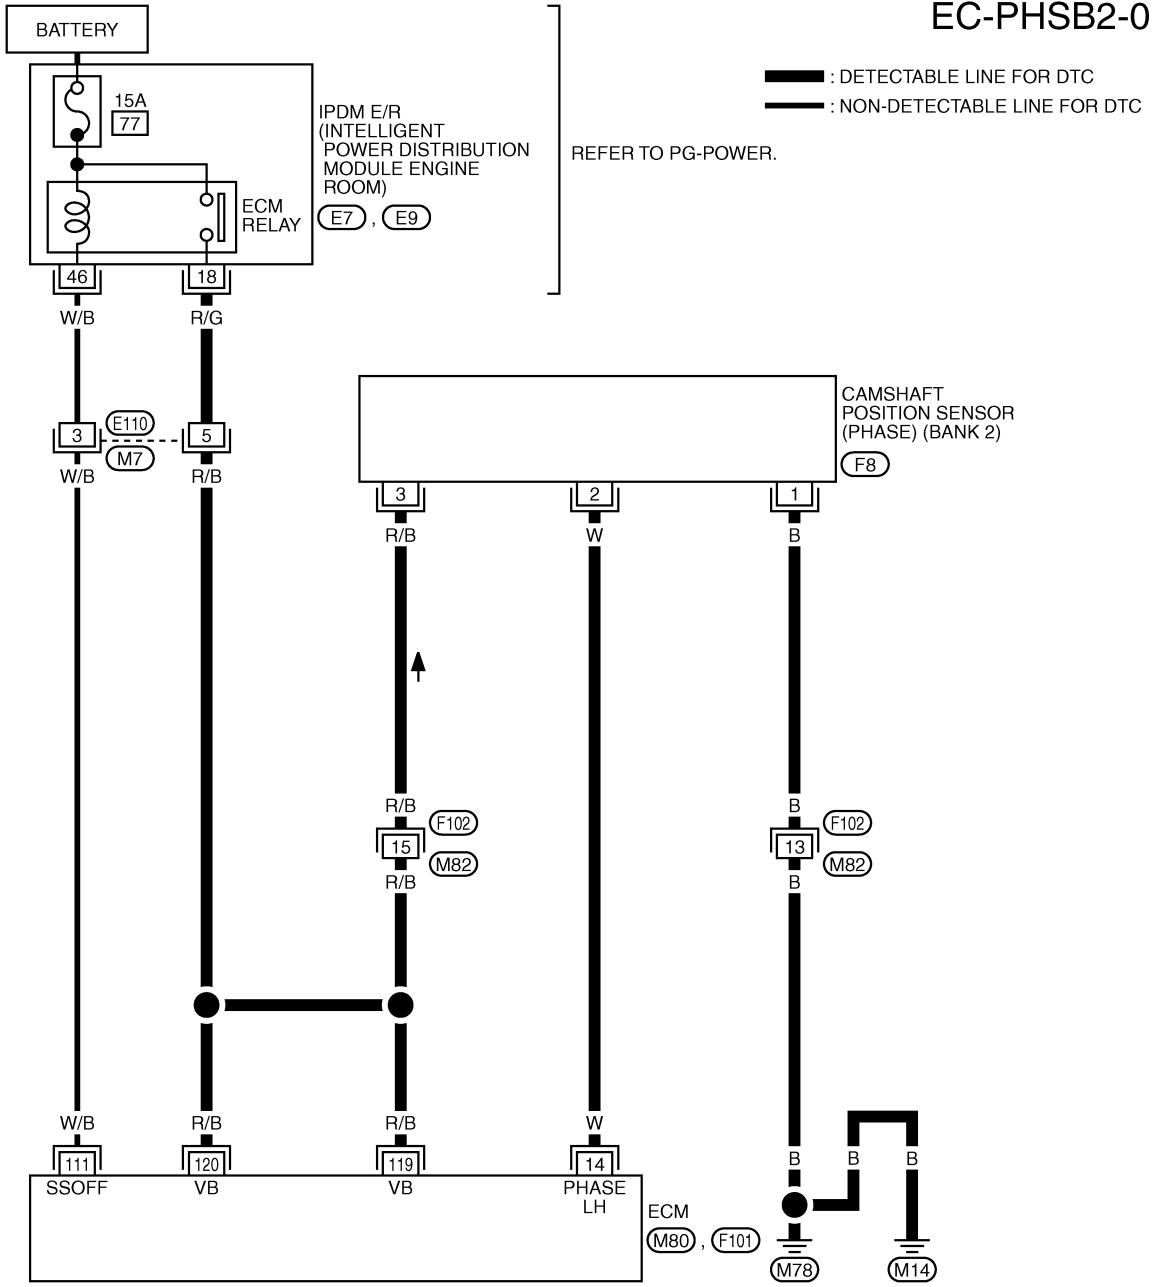 EC-PHSB2-0
BATTERY
: DETECTABLE LINE FOR DTC
: NON-DETECTABLE LINE FOR DTC
15A
77
IPDM E/R
(INTELLIGENT
POWER DISTRIBUTION
MODULE ENGINE
ROOM)
E7 , E9
REFER TO PG-POWER.
ECM
RELAY
46
18
W/B
R/G
3
E110
M7
5
W/B
R/B
CAMSHAFT
POSITION SENSOR
(PHASE) (BANK 2)
F8
3
2
1
R/B
W
B
R/B
B
F102
F102
15
13
M82
M82
R/B
B
W/B
R/B
R/B
W
B
B
B
111
120
119
14
SSOFF
VB
VB
PHASE
LH
ECM
M80 , F101
M78
M14